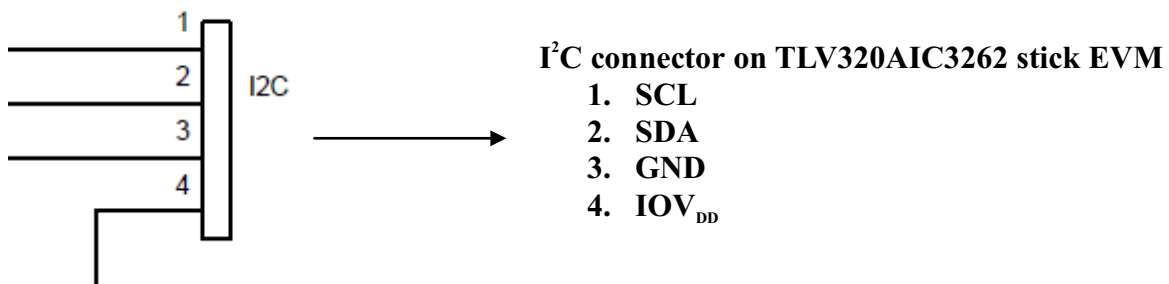 1
2
3
4
I2C
I²C connector on TLV320AIC3262 stick EVM
1. SCL
2. SDA
3. GND
4. IOV_DD